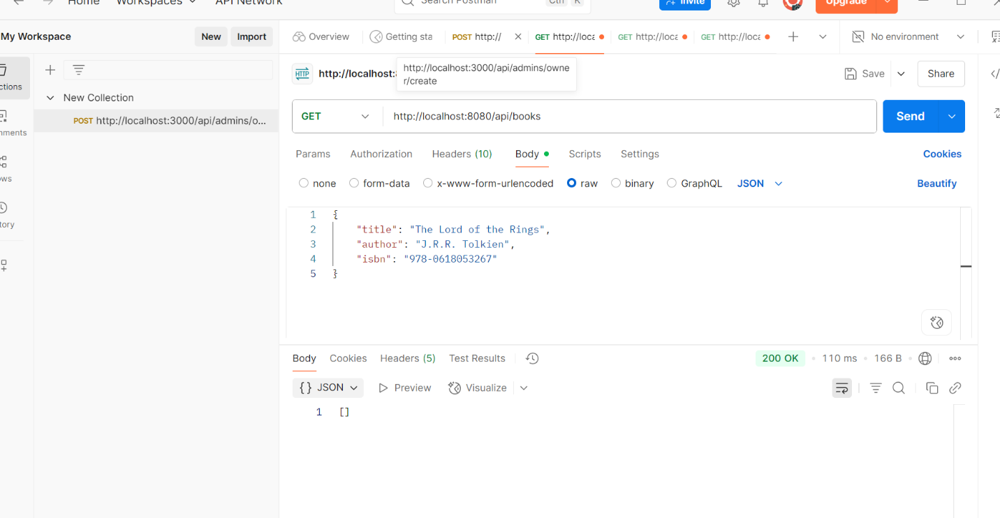 Home Workspaces API Network Search Postman Ctrl K Invite Upgrade
My Workspace New Import Overview Getting sta POST http:// GET http://loca GET http://loca GET http://loca No environment
http://localhost: http://localhost:3000/api/admins/owne
r/create
Save Share
ctions
New Collection
POST http://localhost:3000/api/admins/o...
nments
ows
tory
GET http://localhost:8080/api/books Send
Params Authorization Headers (10) Body Scripts Settings Cookies
none form-data x-www-form-urlencoded raw binary GraphQL JSON Beautify
1 {
2 "title": "The Lord of the Rings",
3 "author": "J.R.R. Tolkien",
4 "isbn": "978-0618053267"
5 }
Body Cookies Headers (5) Test Results 200 OK 110 ms 166 B
{} JSON Preview Visualize
1 []